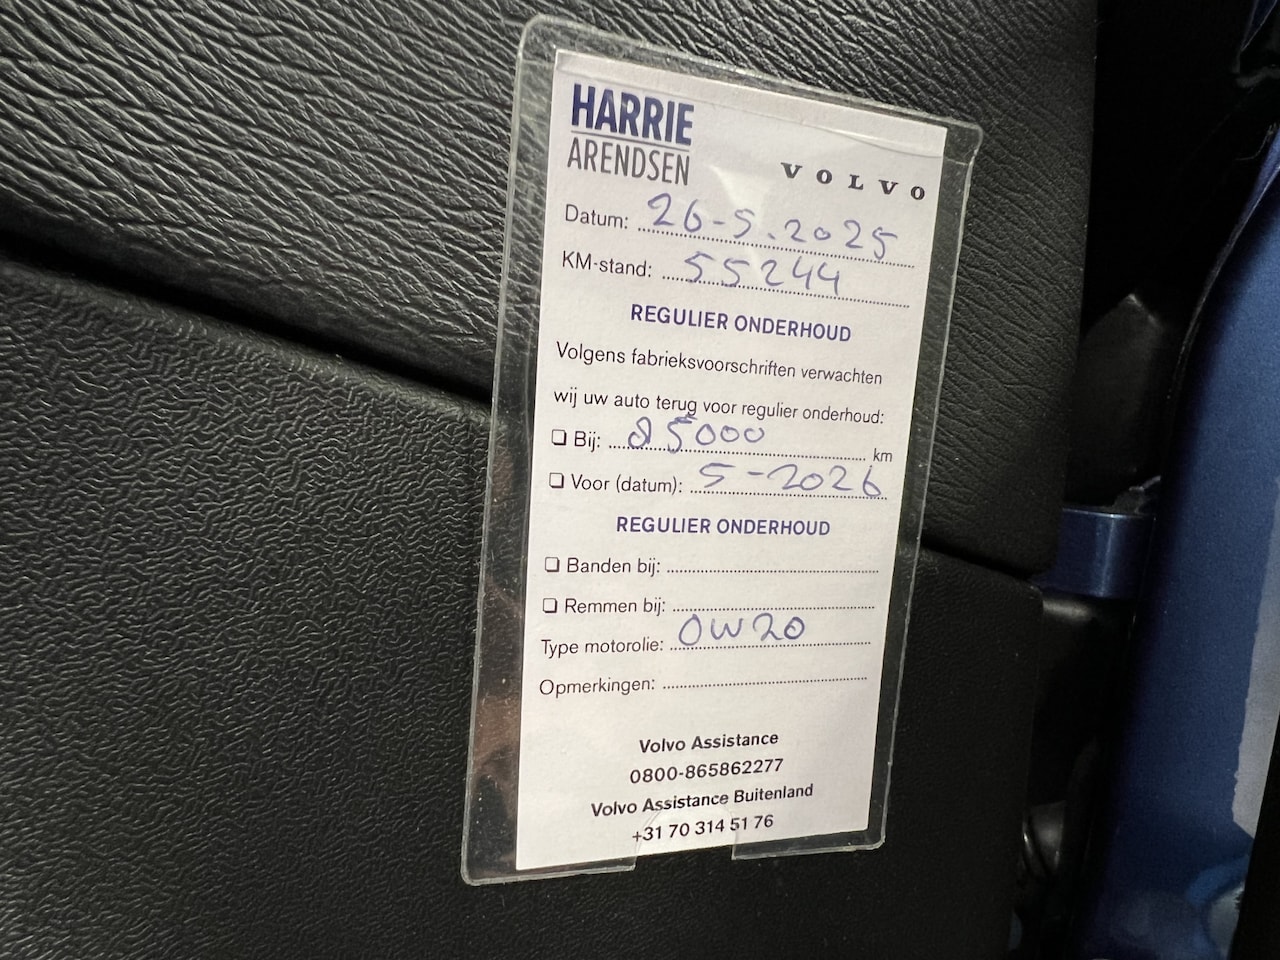 HARRIE
ARENDSEN
VOLVO
Datum: 26-5.2025
KM-stand: 55244
REGULIER ONDERHOUD
Volgens fabrieksvoorschriften verwachten
wij uw auto terug voor regulier onderhoud:
❏ Bij: 85000 km
❏ Voor (datum): 5-2026
REGULIER ONDERHOUD
❏ Banden bij:
❏ Remmen bij:
Type motorolie: 0W20
Opmerkingen:
Volvo Assistance
0800-865862277
Volvo Assistance Buitenland
+31 70 314 51 76